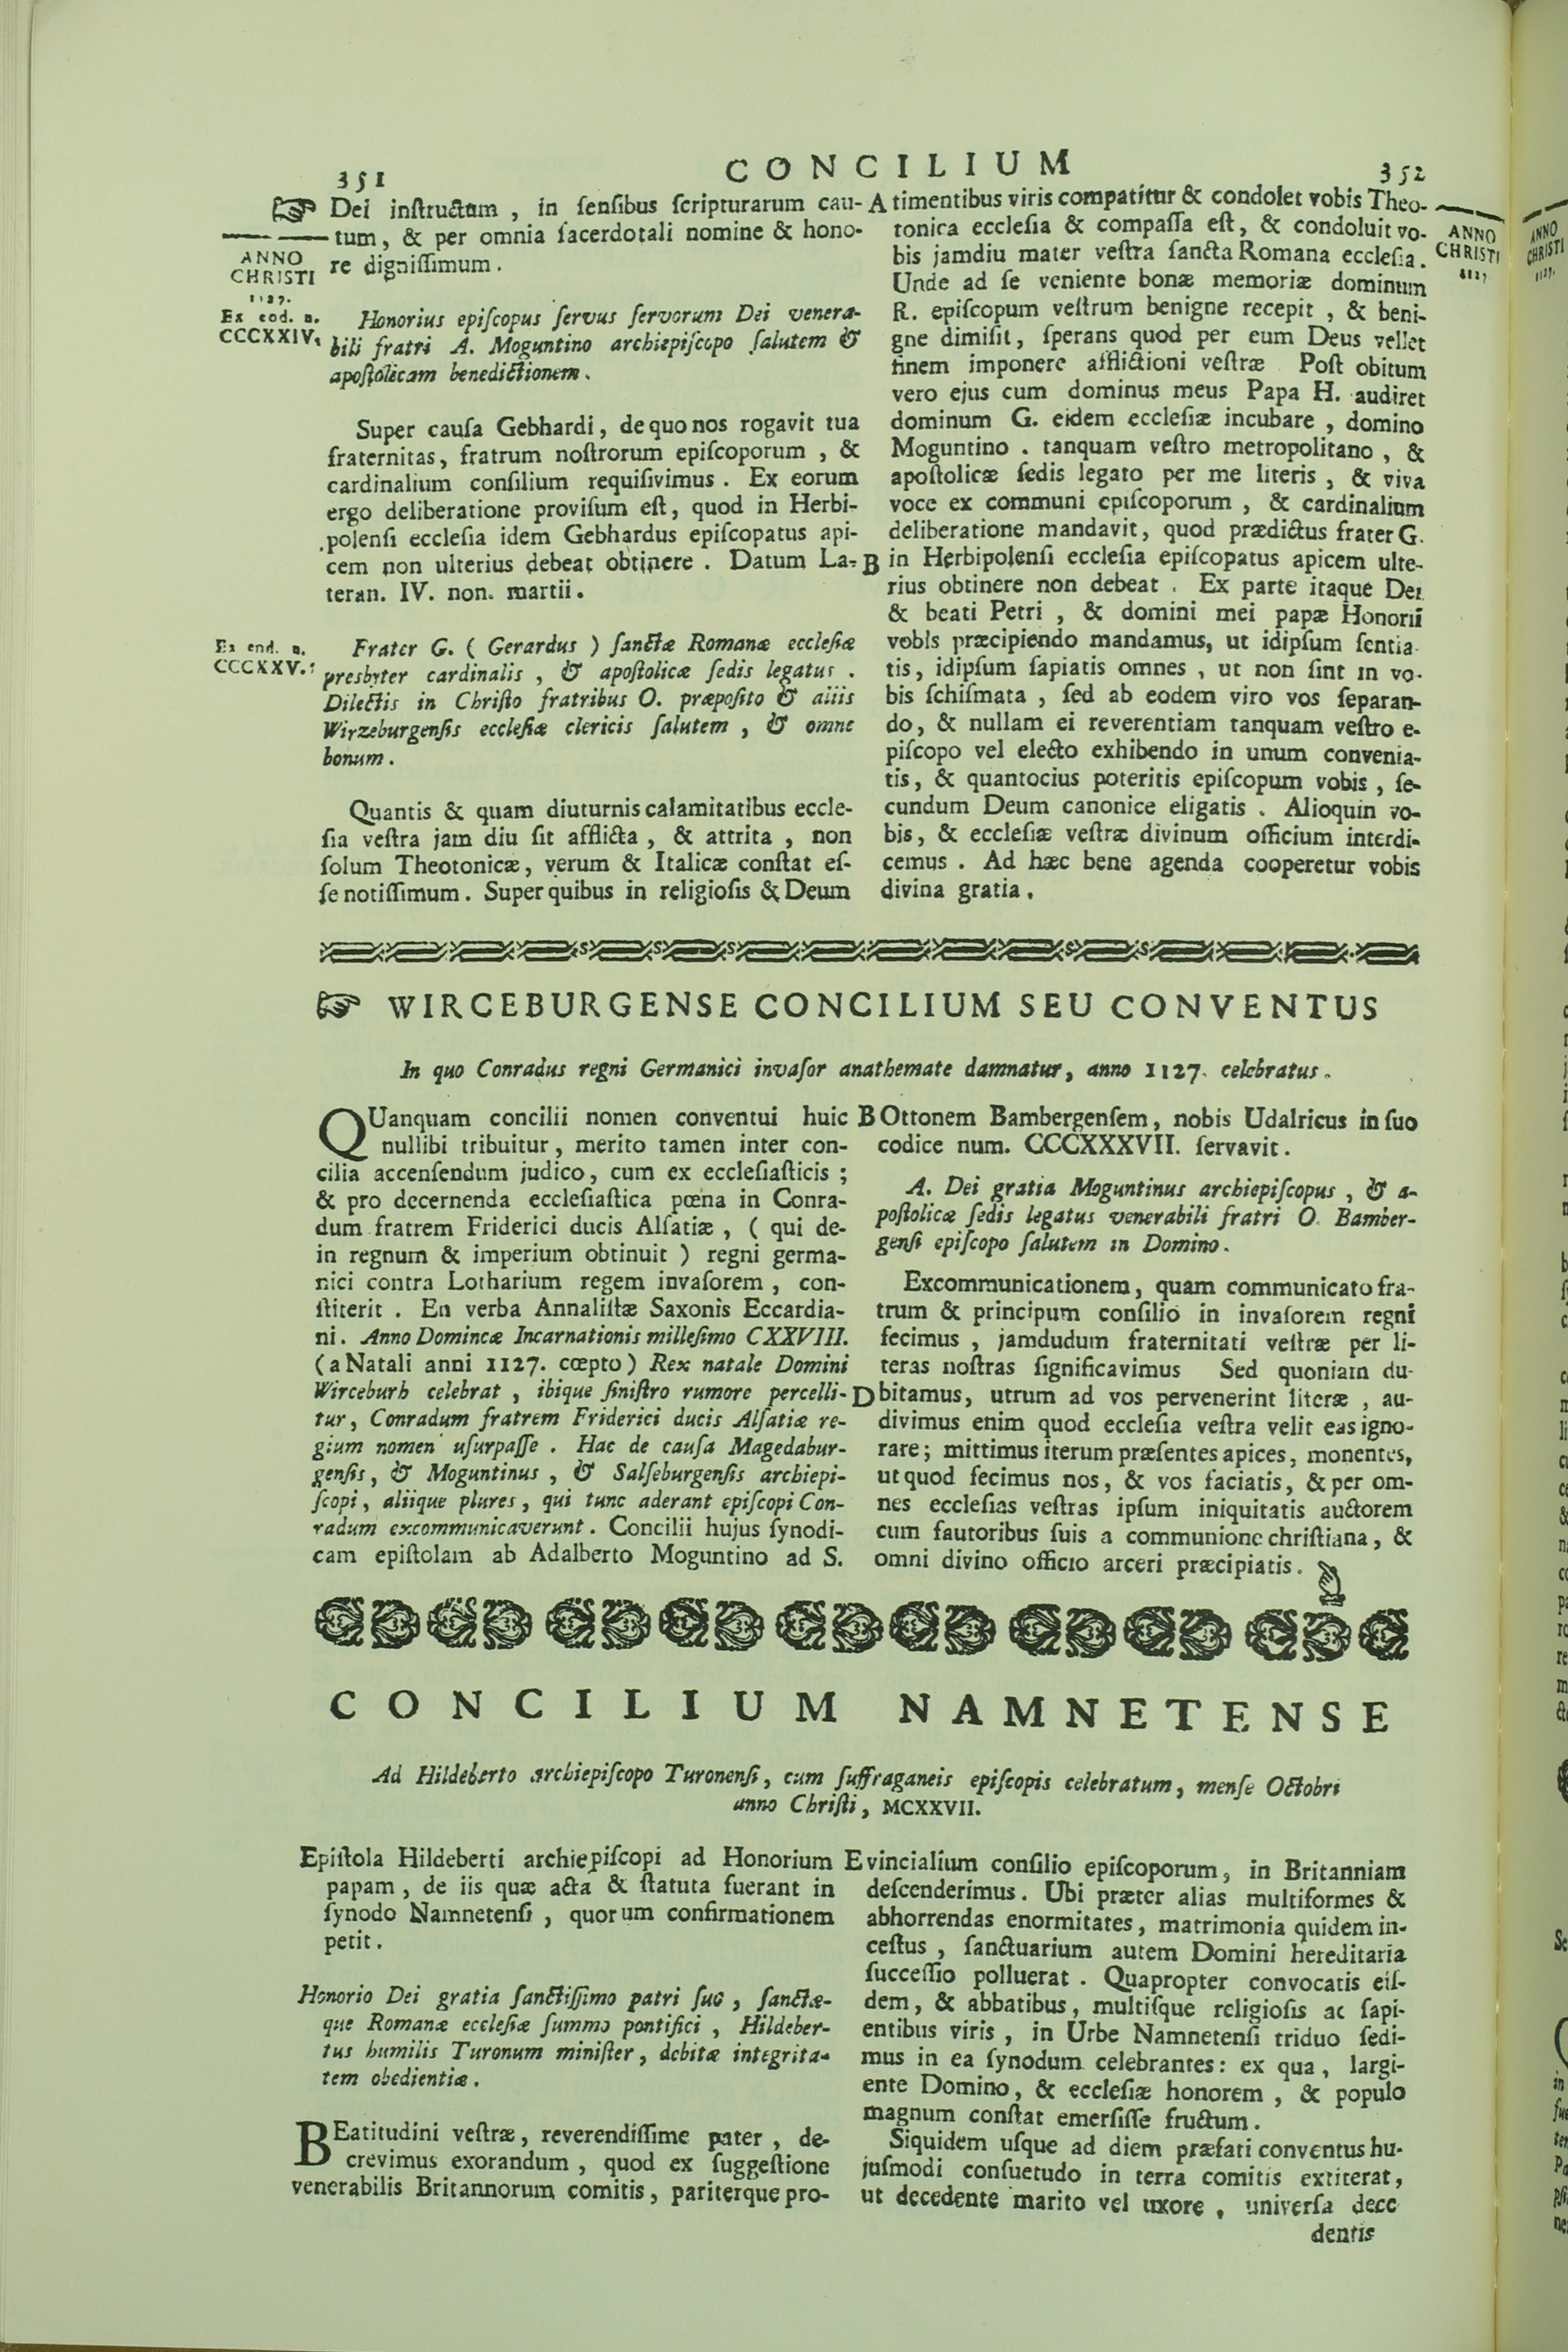 351
CONCILIUM
352
Dei inſtructum, in ſenſibus ſcripturarum cau-
tum, & per omnia ſacerdotali nomine & hono-
re digniſſimum.
ANNO
CHRISTI
1127.
Ex cod. n.
CCCXXIV.
Honorius epiſcopus ſervus ſervorum Dei venera-
bili fratri A. Moguntino archiepiſcopo ſalutem &
apoſtolicam benedictionem.
Super cauſa Gebhardi, de quo nos rogavit tua
fraternitas, fratrum noſtrorum epiſcoporum, &
cardinalium conſilium requiſivimus. Ex eorum
ergo deliberatione proviſum eſt, quod in Herbi-
polenſi eccleſia idem Gebhardus epiſcopatus api-
cem non ulterius debeat obtinere. Datum La-
teran. IV. non. martii.
Ex eod. n.
CCCXXV.
Frater G. (Gerardus) ſanctæ Romanæ eccleſiæ
presbyter cardinalis, & apoſtolicæ ſedis legatus.
Dilectis in Chriſto fratribus O. præpoſito & aliis
Wirzeburgenſis eccleſiæ clericis ſalutem, & omne
bonum.
Quantis & quam diuturnis calamitatibus eccle-
ſia veſtra jam diu ſit afflicta, & attrita, non
ſolum Theotonicæ, verum & Italicæ conſtat eſ-
ſe notiſſimum. Super quibus in religioſis & Deum
A
timentibus viris compatitur & condolet vobis Theo-
tonica eccleſia & compaſſa eſt, & condoluit vo-
bis jamdiu mater veſtra ſancta Romana eccleſia.
Unde ad ſe veniente bonæ memoriæ dominum
R. epiſcopum veſtrum benigne recepit, & beni-
gne dimiſit, ſperans quod per eum Deus vellet
finem imponere afflictioni veſtræ Poſt obitum
vero ejus cum dominus meus Papa H. audiret
dominum G. eidem eccleſiæ incubare, domino
Moguntino. tanquam veſtro metropolitano, &
apoſtolicæ ſedis legato per me literis, & viva
voce ex communi epiſcoporum, & cardinalium
deliberatione mandavit, quod prædictus frater G.
B
in Herbipolenſi eccleſia epiſcopatus apicem ulte-
rius obtinere non debeat. Ex parte itaque Dei
& beati Petri, & domini mei papæ Honorii
vobis præcipiendo mandamus, ut idipſum ſentia-
tis, idipſum ſapiatis omnes, ut non ſint in vo-
bis ſchiſmata, ſed ab eodem viro vos ſeparan-
do, & nullam ei reverentiam tanquam veſtro e-
piſcopo vel electo exhibendo in unum convenia-
tis, & quantocius poteritis epiſcopum vobis, ſe-
cundum Deum canonice eligatis. Alioquin vo-
bis, & eccleſiæ veſtræ divinum officium interdi-
cemus. Ad hæc bene agenda cooperetur vobis
divina gratia.
ANNO
CHRISTI
1127
ANNO
CHRISTI
1127.
WIRCEBURGENSE CONCILIUM SEU CONVENTUS
In quo Conradus regni Germanici invaſor anathemate damnatur, anno 1127. celebratus.
QUanquam concilii nomen conventui huic
nullibi tribuitur, merito tamen inter con-
cilia accenſendum judico, cum ex eccleſiaſticis;
& pro decernenda eccleſiaſtica pœna in Conra-
dum fratrem Friderici ducis Alſatiæ, (qui de-
in regnum & imperium obtinuit) regni germa-
nici contra Lotharium regem invaſorem, con-
ſtiterit. En verba Annaliſtæ Saxonis Eccardia-
ni. Anno Domincæ Incarnationis milleſimo CXXVIII.
(a Natali anni 1127. cœpto) Rex natale Domini
Wirceburh celebrat, ibique ſiniſtro rumore percelli-
tur, Conradum fratrem Friderici ducis Alſatiæ re-
gium nomen uſurpaſſe. Hac de cauſa Magedabur-
genſis, & Moguntinus, & Salſeburgenſis archiepi-
ſcopi, aliique plures, qui tunc aderant epiſcopi Con-
radum excommunicaverunt. Concilii hujus ſynodi-
cam epiſtolam ab Adalberto Moguntino ad S.
B
Ottonem Bambergenſem, nobis Udalricus in ſuo
codice num. CCCXXXVII. ſervavit.
A. Dei gratia Moguntinus archiepiſcopus, & a-
poſtolicæ ſedis legatus venerabili fratri O. Bamber-
genſi epiſcopo ſalutem in Domino.
Excommunicationem, quam communicato fra-
trum & principum conſilio in invaſorem regni
fecimus, jamdudum fraternitati veſtræ per li-
teras noſtras ſignificavimus Sed quoniam du-
D
bitamus, utrum ad vos pervenerint literæ, au-
divimus enim quod eccleſia veſtra velit eas igno-
rare; mittimus iterum præſentes apices, monentes,
ut quod fecimus nos, & vos faciatis, & per om-
nes eccleſias veſtras ipſum iniquitatis auctorem
cum fautoribus ſuis a communione chriſtiana, &
omni divino officio arceri præcipiatis.
CONCILIUM NAMNETENSE
Ad Hildeberto archiepiſcopo Turonenſi, cum ſuffraganeis epiſcopis celebratum, menſe Octobri
anno Chriſti, MCXXVII.
Epiſtola Hildeberti archiepiſcopi ad Honorium
papam, de iis quæ acta & ſtatuta fuerant in
ſynodo Namnetenſi, quorum confirmationem
petit.
Honorio Dei gratia ſanctiſſimo patri ſuo, ſanctæ-
que Romanæ eccleſiæ ſummo pontifici, Hildeber-
tus humilis Turonum miniſter, debitæ integrita-
tem obedientiæ.
BEatitudini veſtræ, reverendiſſime pater, de-
crevimus exorandum, quod ex ſuggeſtione
venerabilis Britannorum comitis, pariterque pro-
E
vincialium conſilio epiſcoporum, in Britanniam
deſcenderimus. Ubi præter alias multiformes &
abhorrendas enormitates, matrimonia quidem in-
ceſtus, ſanctuarium autem Domini hereditaria
ſucceſſio polluerat. Quapropter convocatis eiſ-
dem, & abbatibus, multiſque religioſis ac ſapi-
entibus viris, in Urbe Namnetenſi triduo ſedi-
mus in ea ſynodum celebrantes: ex qua, largi-
ente Domino, & eccleſiæ honorem, & populo
magnum conſtat emerſiſſe fructum.
Siquidem uſque ad diem præfati conventus hu-
juſmodi conſuetudo in terra comitis extiterat,
ut decedente marito vel uxore, univerſa dece
dentis